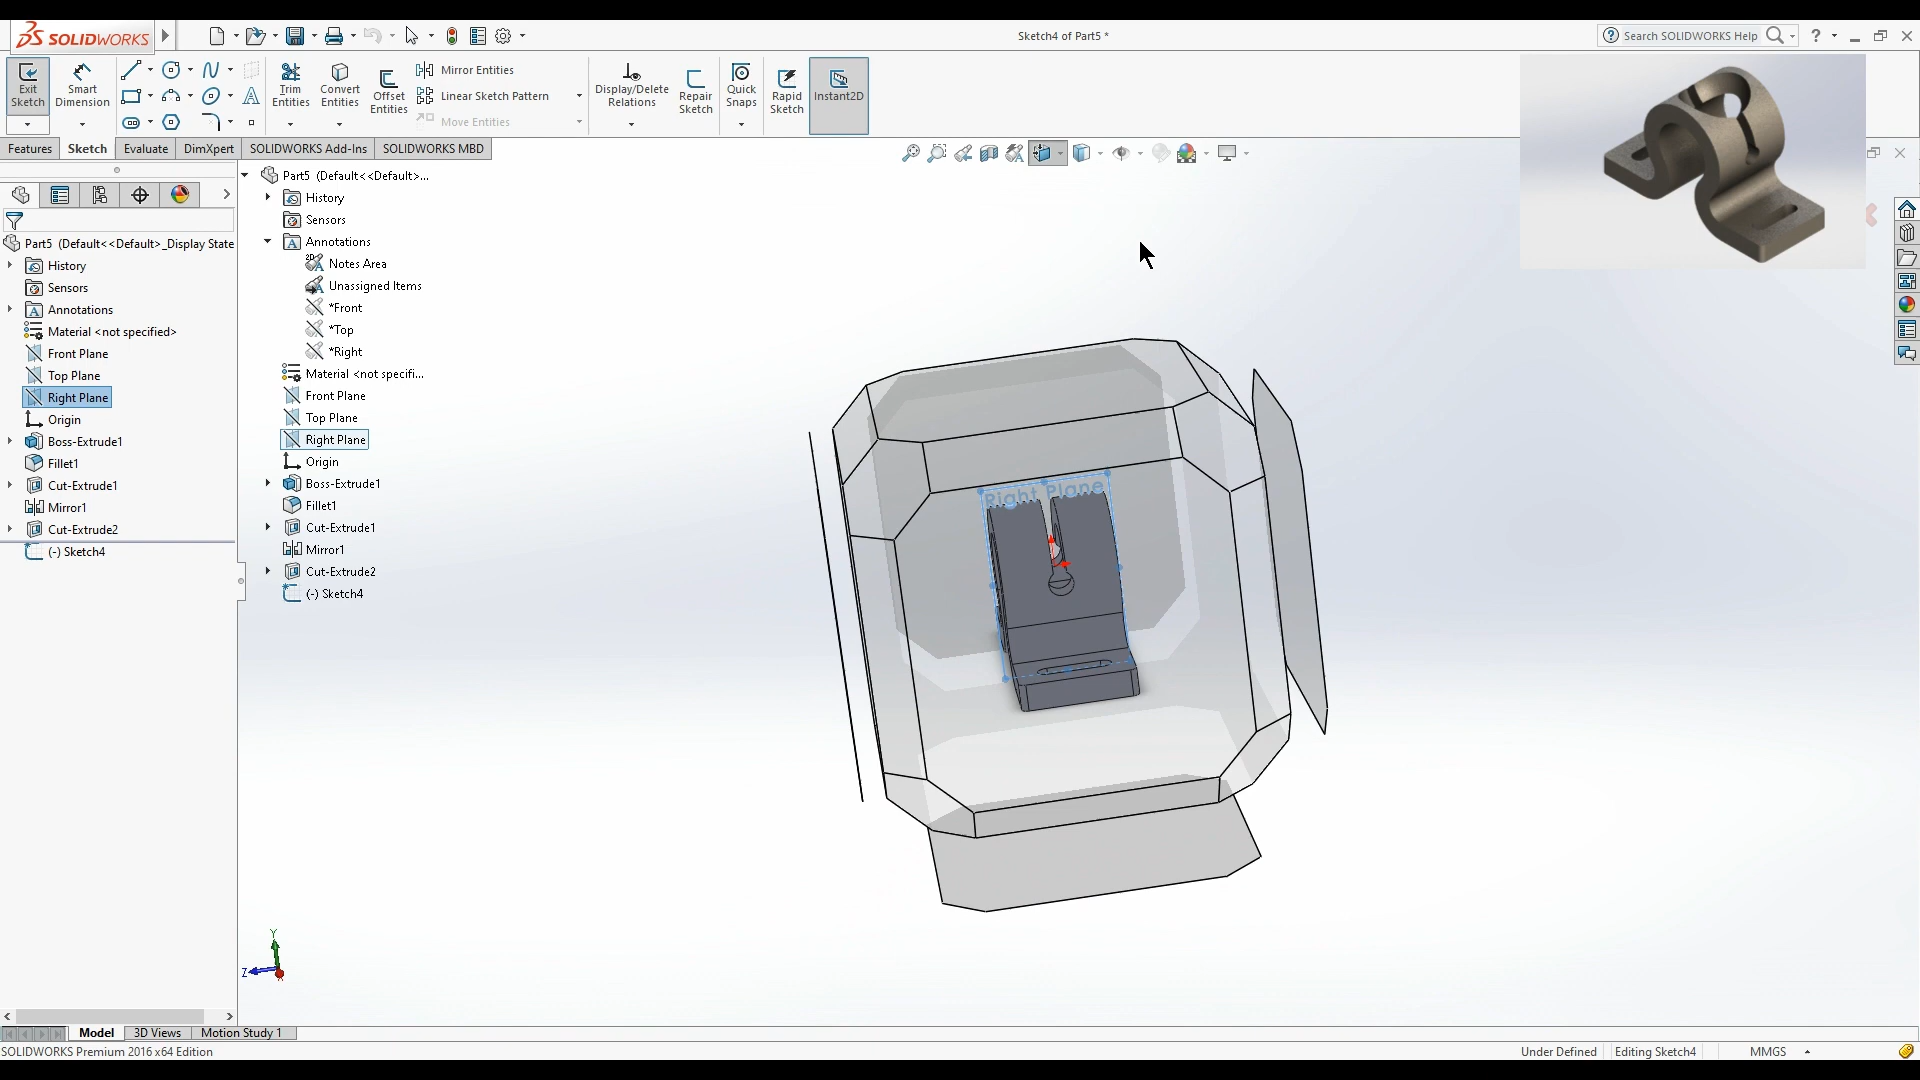 SOLIDWORKS
Sketch4 of Part5 *
Search SOLIDWORKS Help
Exit Sketch
Smart Dimension
Trim Entities
Convert Entities
Offset Entities
Mirror Entities
Linear Sketch Pattern
Move Entities
Display/Delete Relations
Repair Sketch
Quick Snaps
Rapid Sketch
Instant2D
Features
Sketch
Evaluate
DimXpert
SOLIDWORKS Add-Ins
SOLIDWORKS MBD
Part5 (Default<<Default>_Display State
History
Sensors
Annotations
Material <not specified>
Front Plane
Top Plane
Right Plane
Origin
Boss-Extrude1
Fillet1
Cut-Extrude1
Mirror1
Cut-Extrude2
(-) Sketch4
Part5 (Default<<Default>...
History
Sensors
Annotations
Notes Area
Unassigned Items
*Front
*Top
*Right
Material <not specifi...
Front Plane
Top Plane
Right Plane
Origin
Boss-Extrude1
Fillet1
Cut-Extrude1
Mirror1
Cut-Extrude2
(-) Sketch4
Right Plane
Y
Z
Model
3D Views
Motion Study 1
SOLIDWORKS Premium 2016 x64 Edition
Under Defined
Editing Sketch4
MMGS